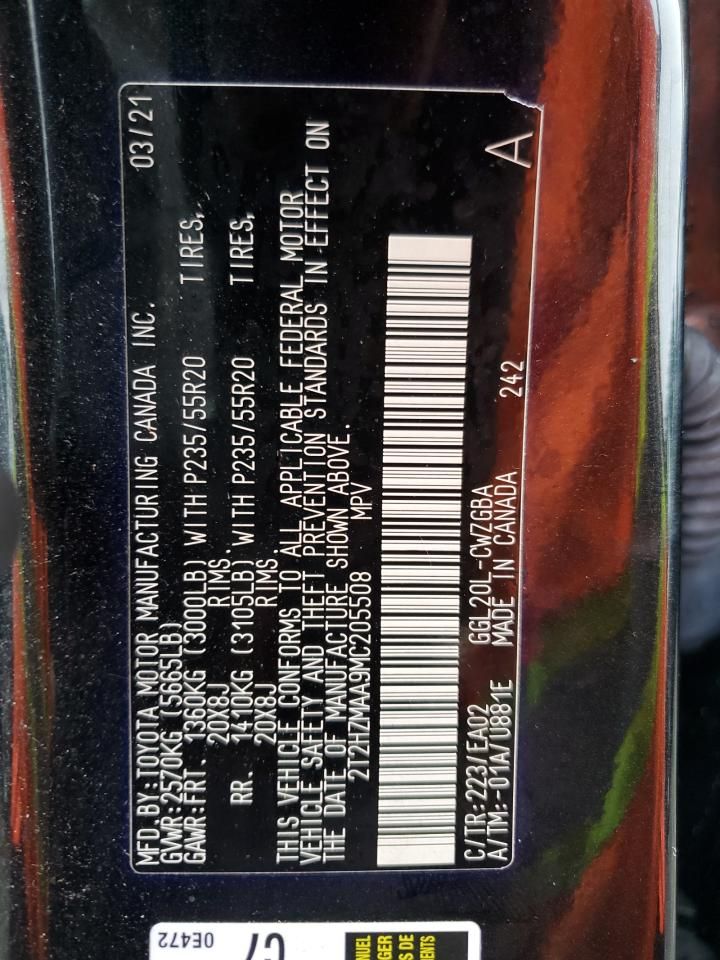 MFD.BY:TOYOTA MOTOR MANUFACTURING CANADA INC. 03/21
GVWR:2570KG (5665LB)
GAWR:FRT. 1360KG (3000LB) WITH P235/55R20 TIRES,
20X8J RIMS.
RR. 1410KG (3105LB) WITH P235/55R20 TIRES,
20X8J RIMS.
THIS VEHICLE CONFORMS TO ALL APPLICABLE FEDERAL MOTOR
VEHICLE SAFETY AND THEFT PREVENTION STANDARDS IN EFFECT ON
THE DATE OF MANUFACTURE SHOWN ABOVE.
2T2HZMAA9MC205508 MPV
C/TR:223/EA02 GGL20L-CWZGBA
A/TM:-01A/U881E MADE IN CANADA 242 A
0E472